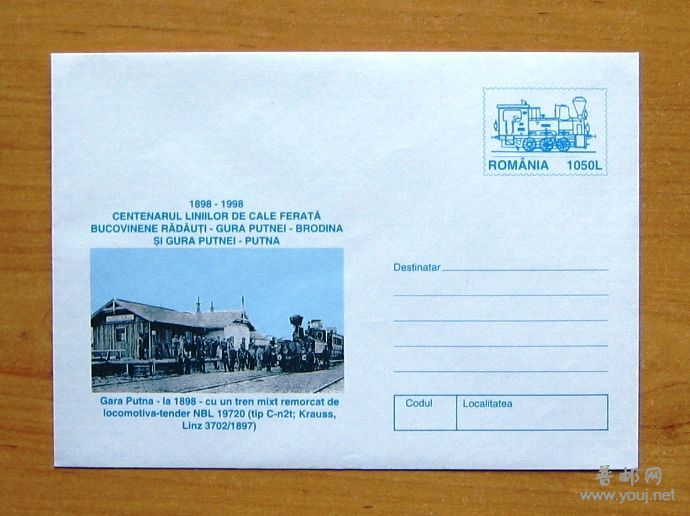 ROMÂNIA 1050L
1898 - 1998
CENTENARUL LINIILOR DE CALE FERATĂ
BUCOVINENE RĂDĂUȚI - GURA PUTNEI - BRODINA
ȘI GURA PUTNEI - PUTNA
Gara Putna - la 1898 - cu un tren mixt remorcat de
locomotiva-tender NBL 19720 (tip C-n2t; Krauss,
Linz 3702/1897)
Destinatar
Codul Localitatea
普邮网
www.youj.net